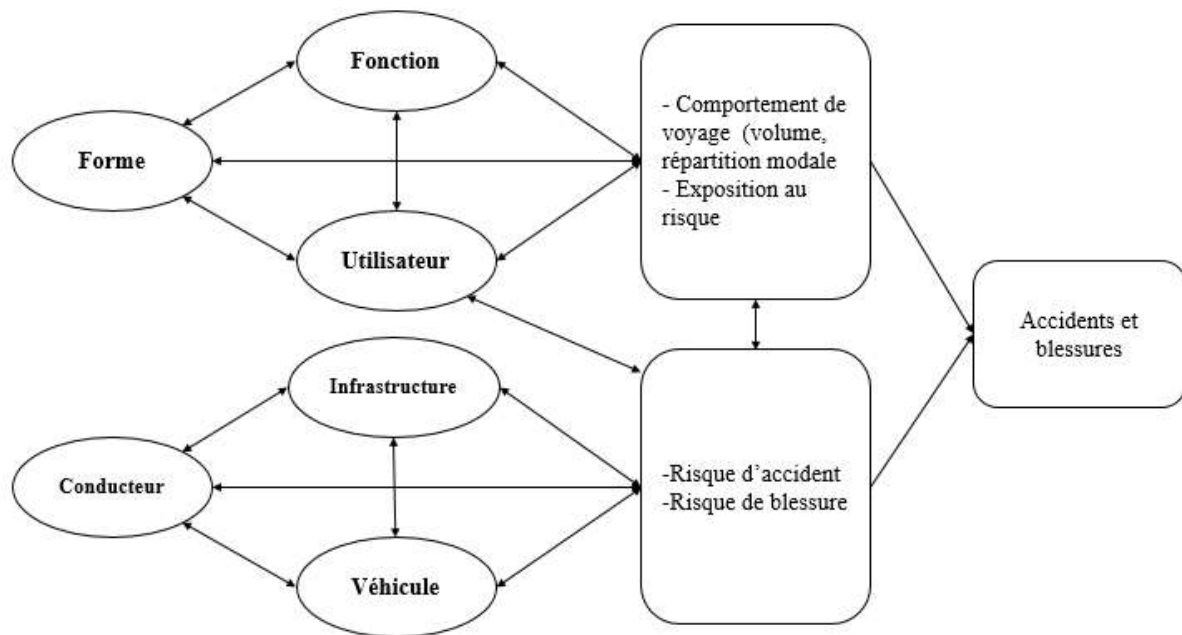 Fonction
Forme
Utilisateur
- Comportement de
voyage (volume,
répartition modale
- Exposition au
risque
Accidents et
blessures
Infrastructure
Conducteur
Véhicule
-Risque d’accident
-Risque de blessure